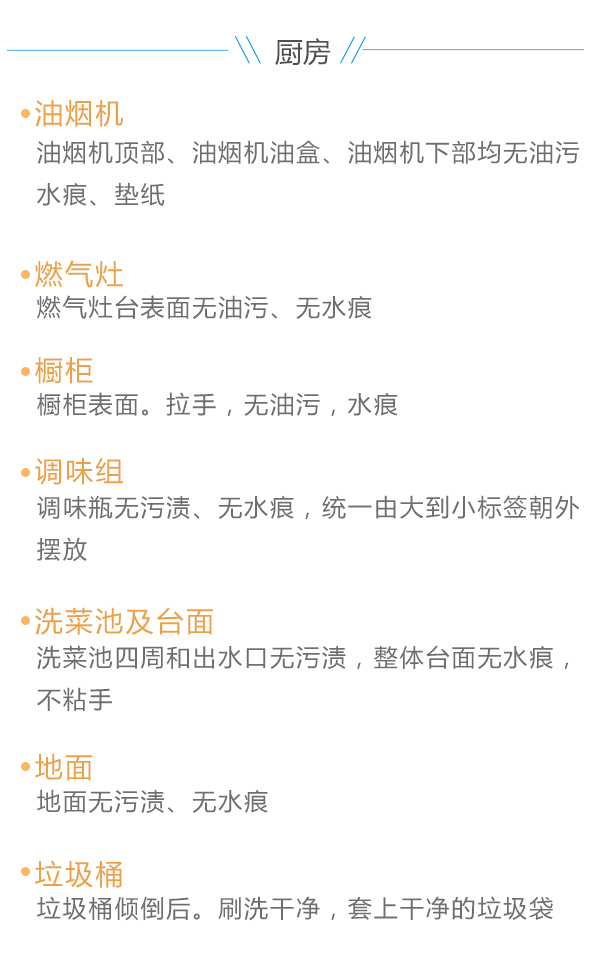 厨房
油烟机
油烟机顶部、油烟机油盒、油烟机下部均无油污
水痕、垫纸
燃气灶
燃气灶台表面无油污、无水痕
橱柜
橱柜表面。拉手，无油污，水痕
调味组
调味瓶无污渍、无水痕，统一由大到小标签朝外
摆放
洗菜池及台面
洗菜池四周和出水口无污渍，整体台面无水痕，
不粘手
地面
地面无污渍、无水痕
垃圾桶
垃圾桶倾倒后。刷洗干净，套上干净的垃圾袋